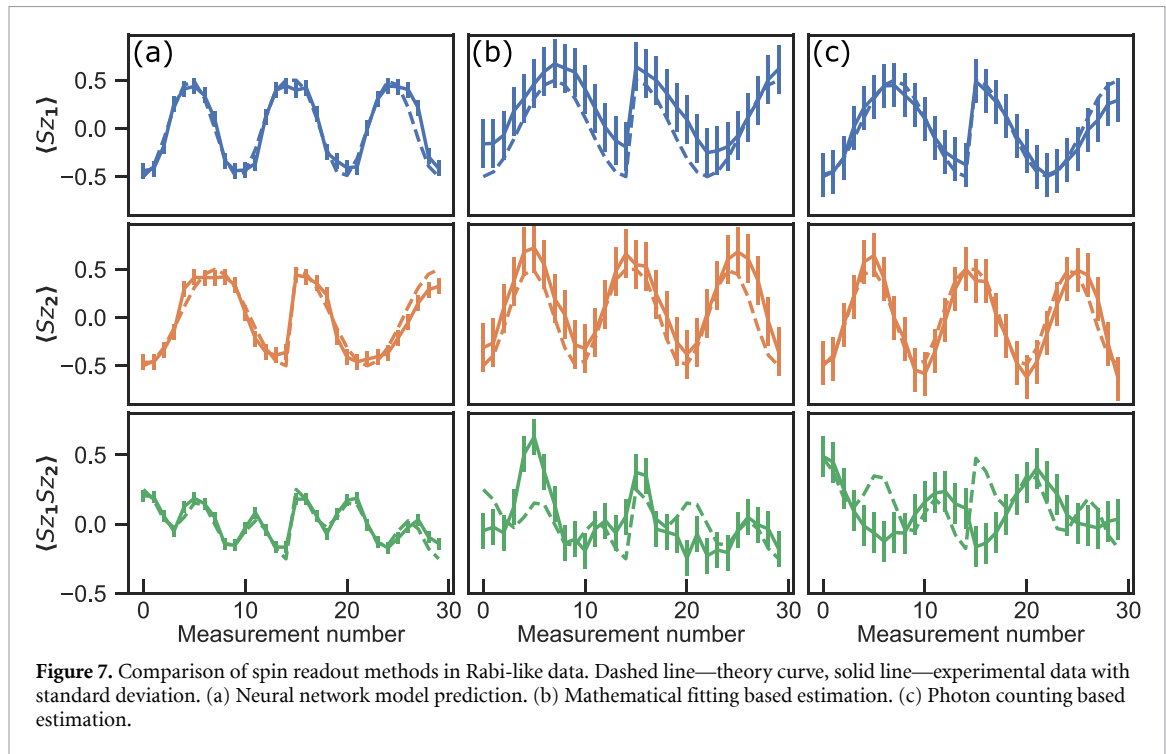 (a)
(b)
(c)
⟨Sz₁⟩
0.5
0.0
−0.5
⟨Sz₂⟩
0.5
0.0
−0.5
⟨Sz₁Sz₂⟩
0.5
0.0
−0.5
0 10 20 30
0 10 20 30
0 10 20 30
Measurement number
Measurement number
Measurement number
Figure 7. Comparison of spin readout methods in Rabi-like data. Dashed line—theory curve, solid line—experimental data with
standard deviation. (a) Neural network model prediction. (b) Mathematical fitting based estimation. (c) Photon counting based
estimation.